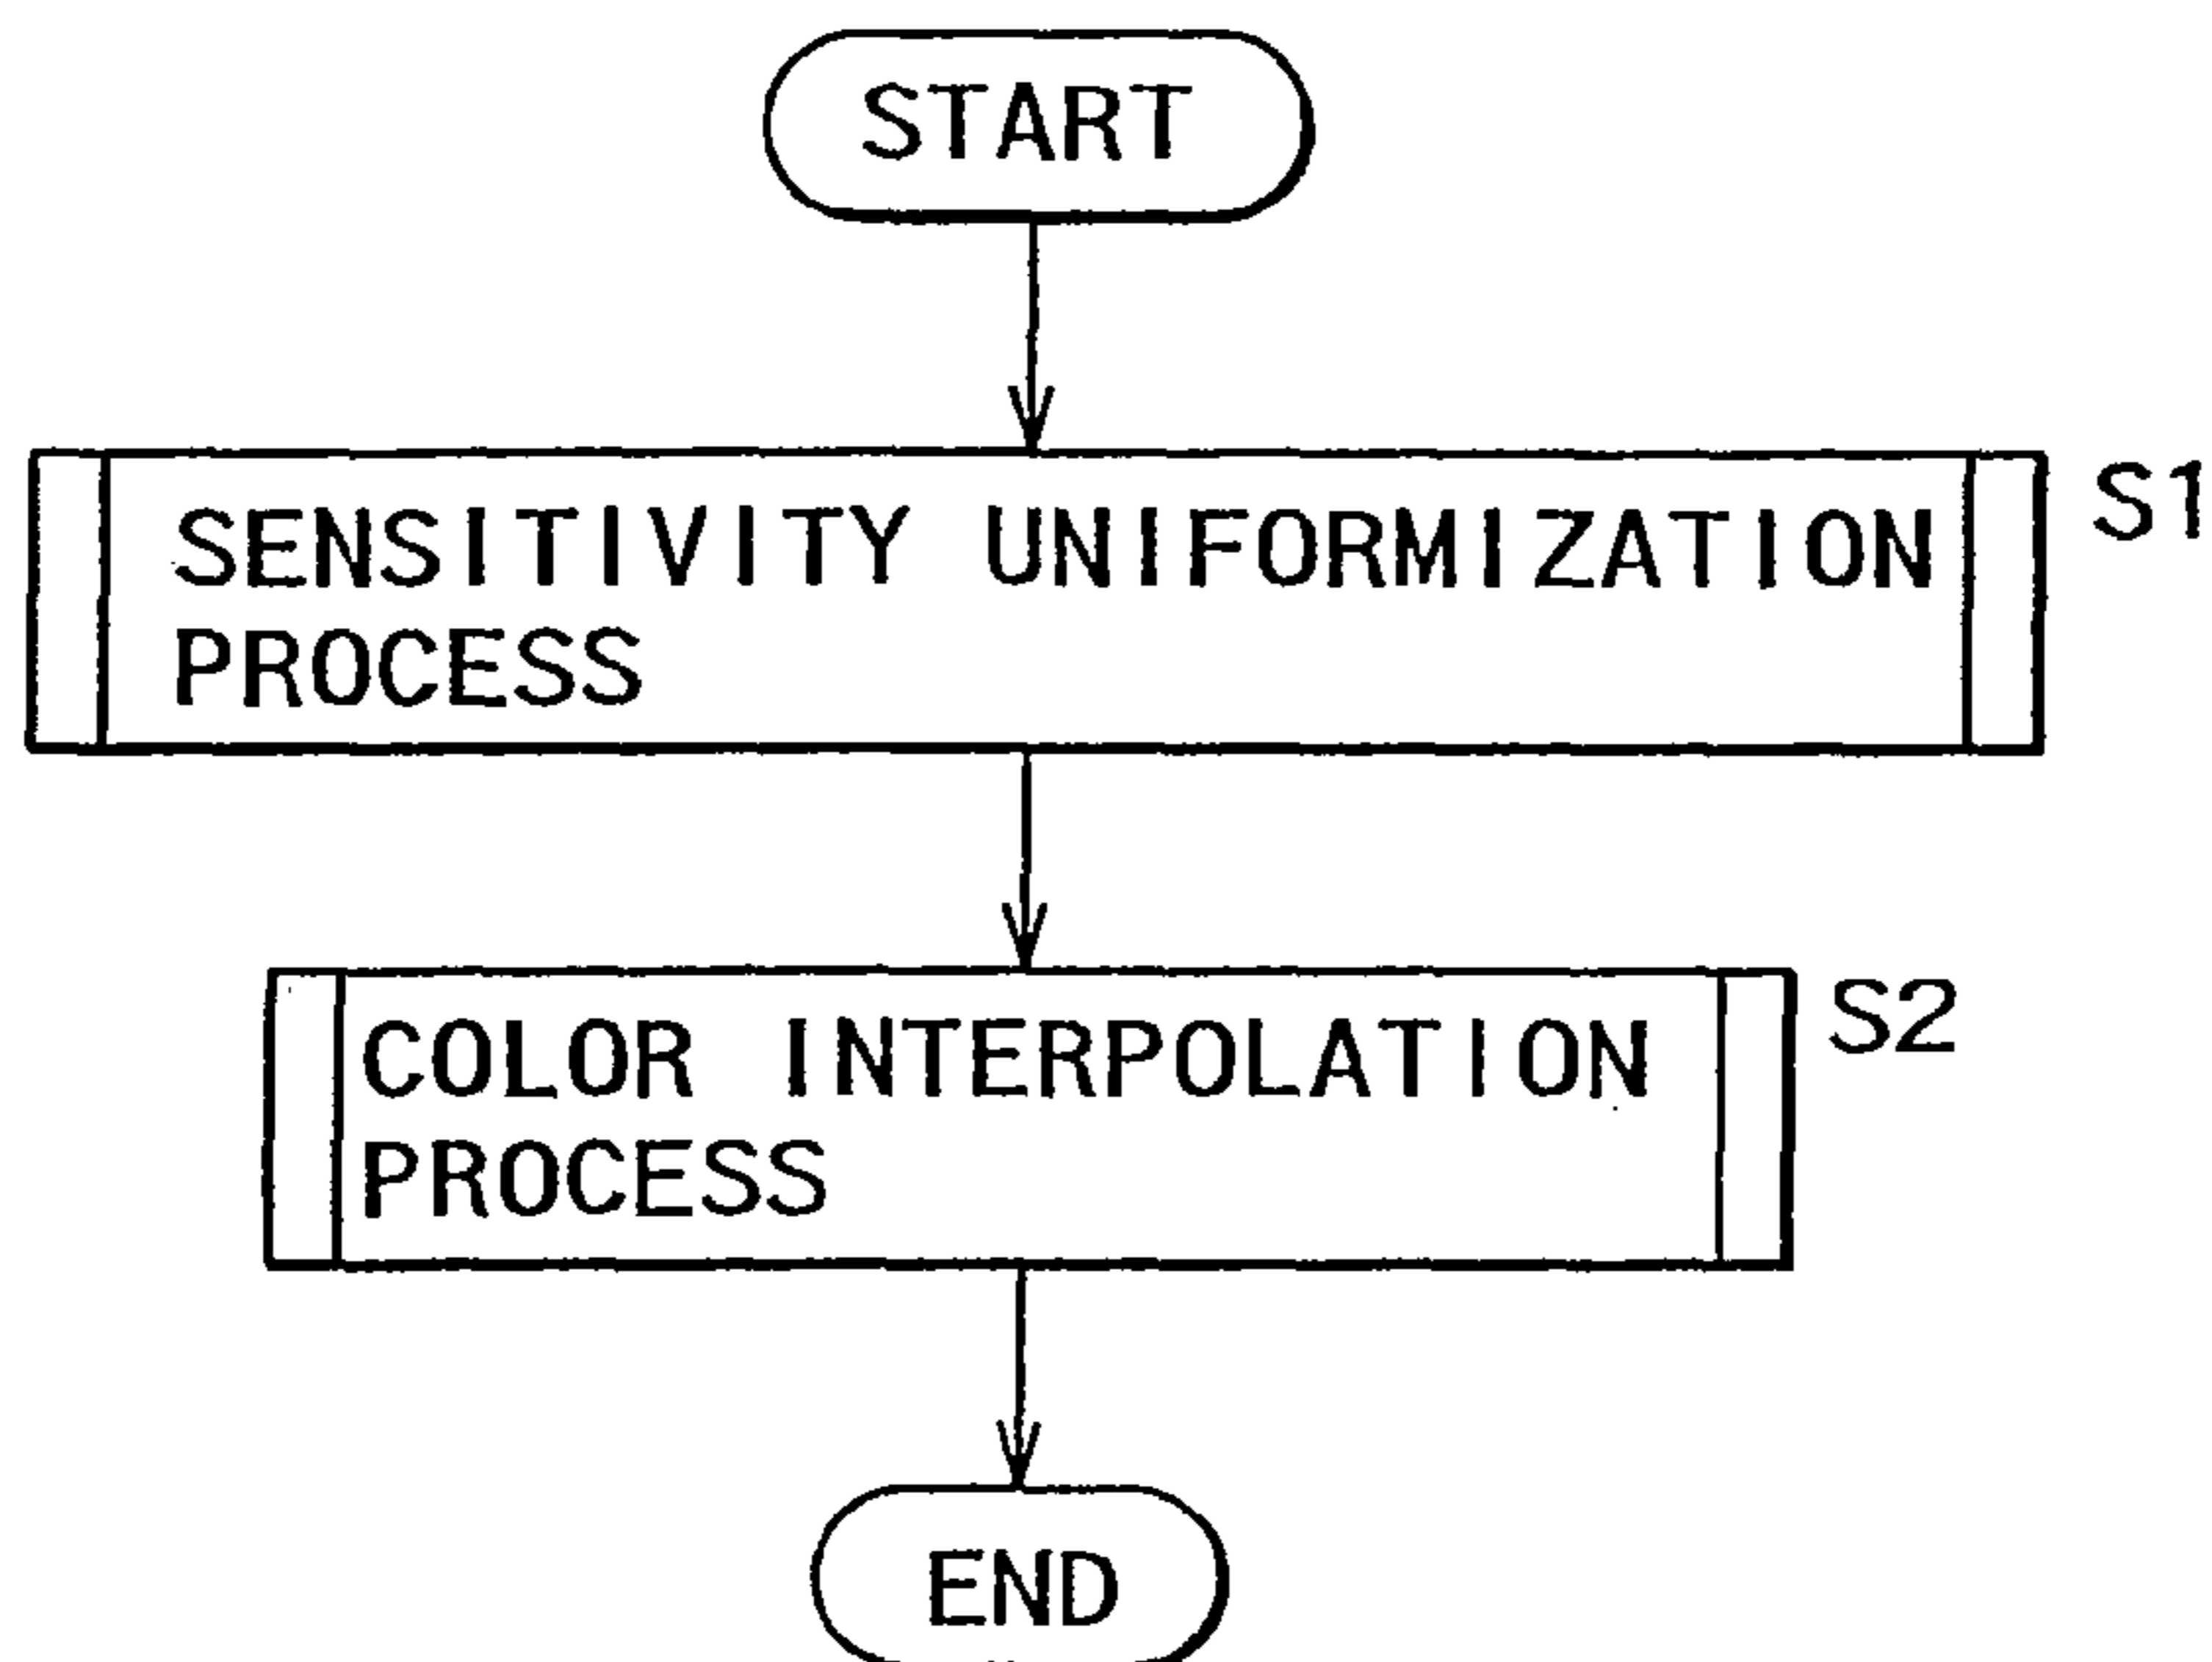 START
SENSITIVITY UNIFORMIZATION
PROCESS
S1
COLOR INTERPOLATION
PROCESS
S2
END